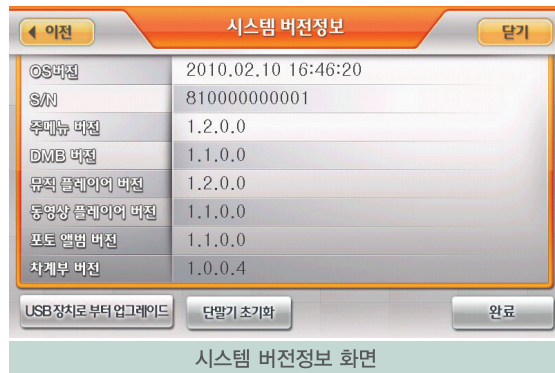 이전
시스템 버전정보
닫기
OS버전 2010.02.10 16:46:20
S/N 810000000001
주메뉴 버전 1.2.0.0
DMB 버전 1.1.0.0
뮤직 플레이어 버전 1.2.0.0
동영상 플레이어 버전 1.1.0.0
포토 앨범 버전 1.1.0.0
차계부 버전 1.0.0.4
USB 장치로 부터 업그레이드
단말기 초기화
완료
시스템 버전정보 화면